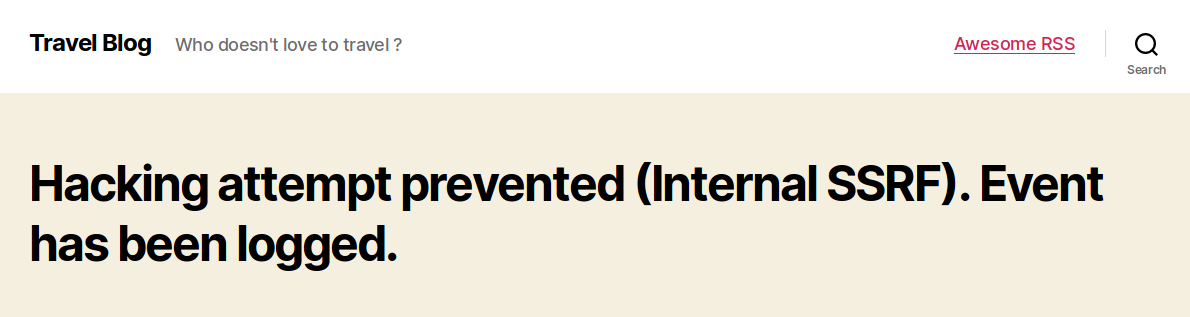 Travel Blog Who doesn't love to travel ? Awesome RSS
Search
Hacking attempt prevented (Internal SSRF). Event
has been logged.